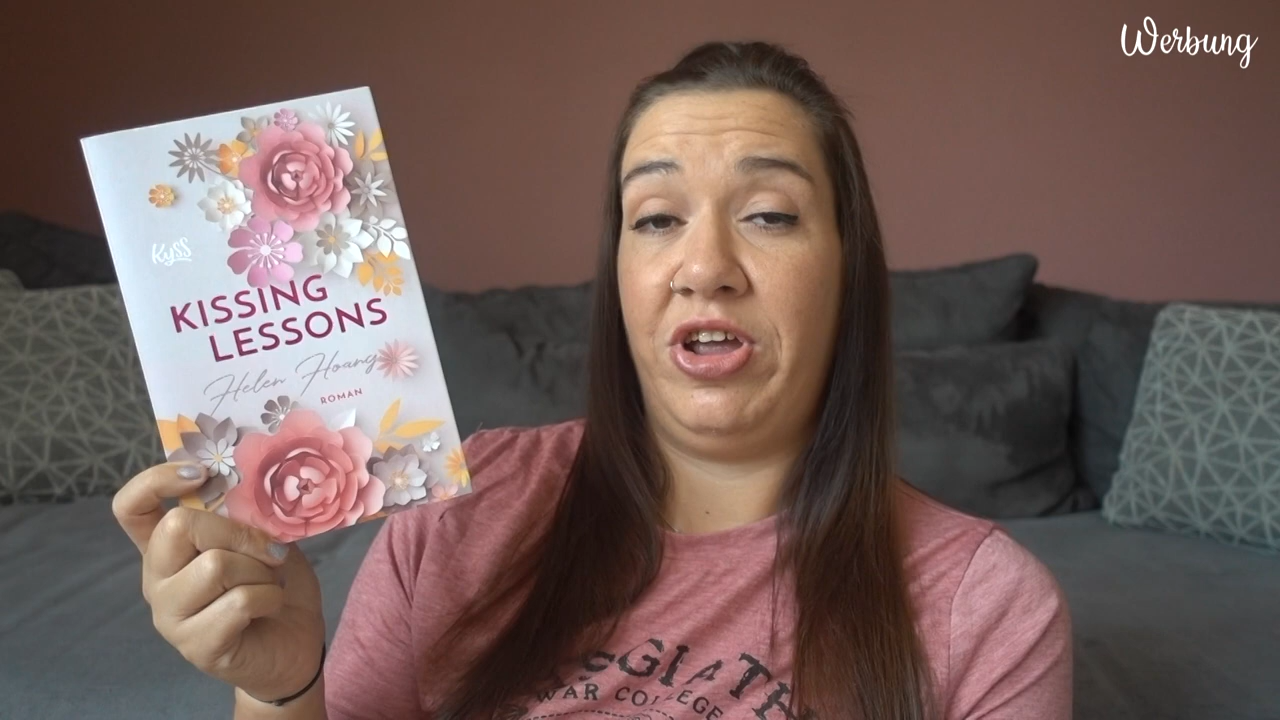 Werbung
Kyss
KISSING
LESSONS
Helen Hoang
ROMAN
WAR COLLEGE